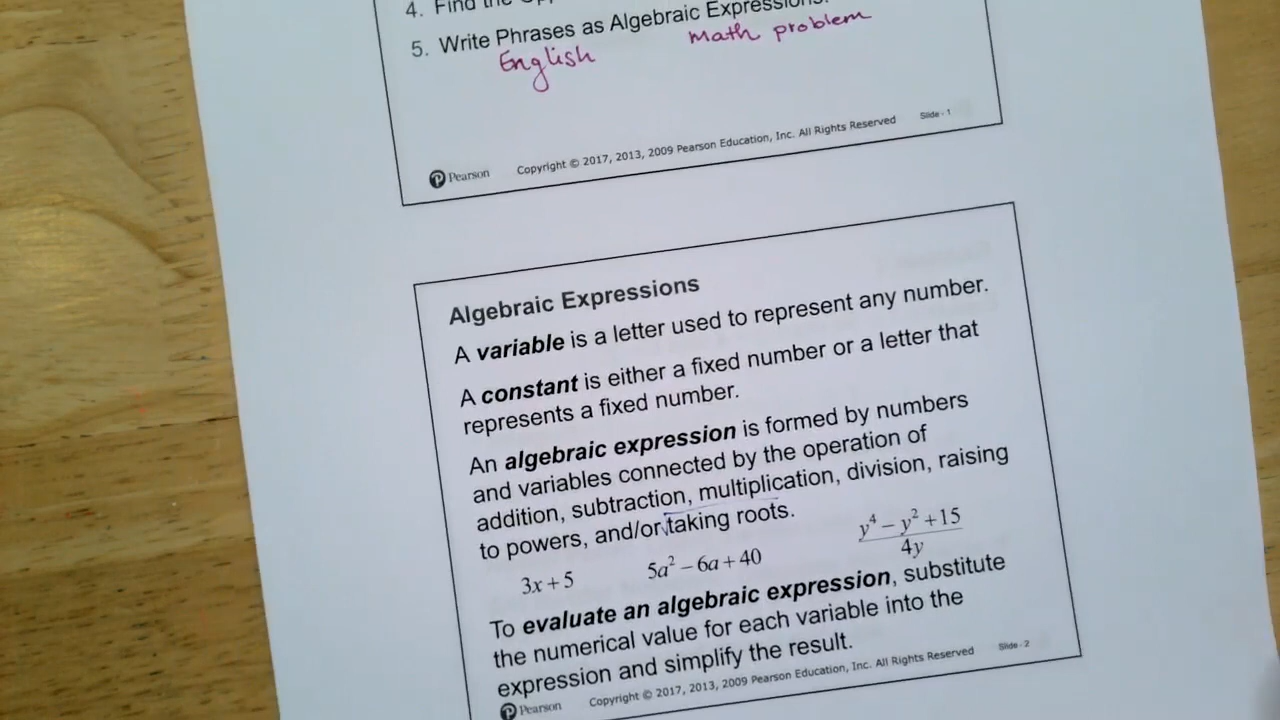 4. Find the
5. Write Phrases as Algebraic Expressions.
English math problem
Pearson Copyright © 2017, 2013, 2009 Pearson Education, Inc. All Rights Reserved Slide - 1
Algebraic Expressions
A variable is a letter used to represent any number.
A constant is either a fixed number or a letter that
represents a fixed number.
An algebraic expression is formed by numbers
and variables connected by the operation of
addition, subtraction, multiplication, division, raising
to powers, and/or taking roots.
3x + 5 5a² − 6a + 40 y⁴ − y² + 15
4y
To evaluate an algebraic expression, substitute
the numerical value for each variable into the
expression and simplify the result.
Pearson Copyright © 2017, 2013, 2009 Pearson Education, Inc. All Rights Reserved Slide - 2